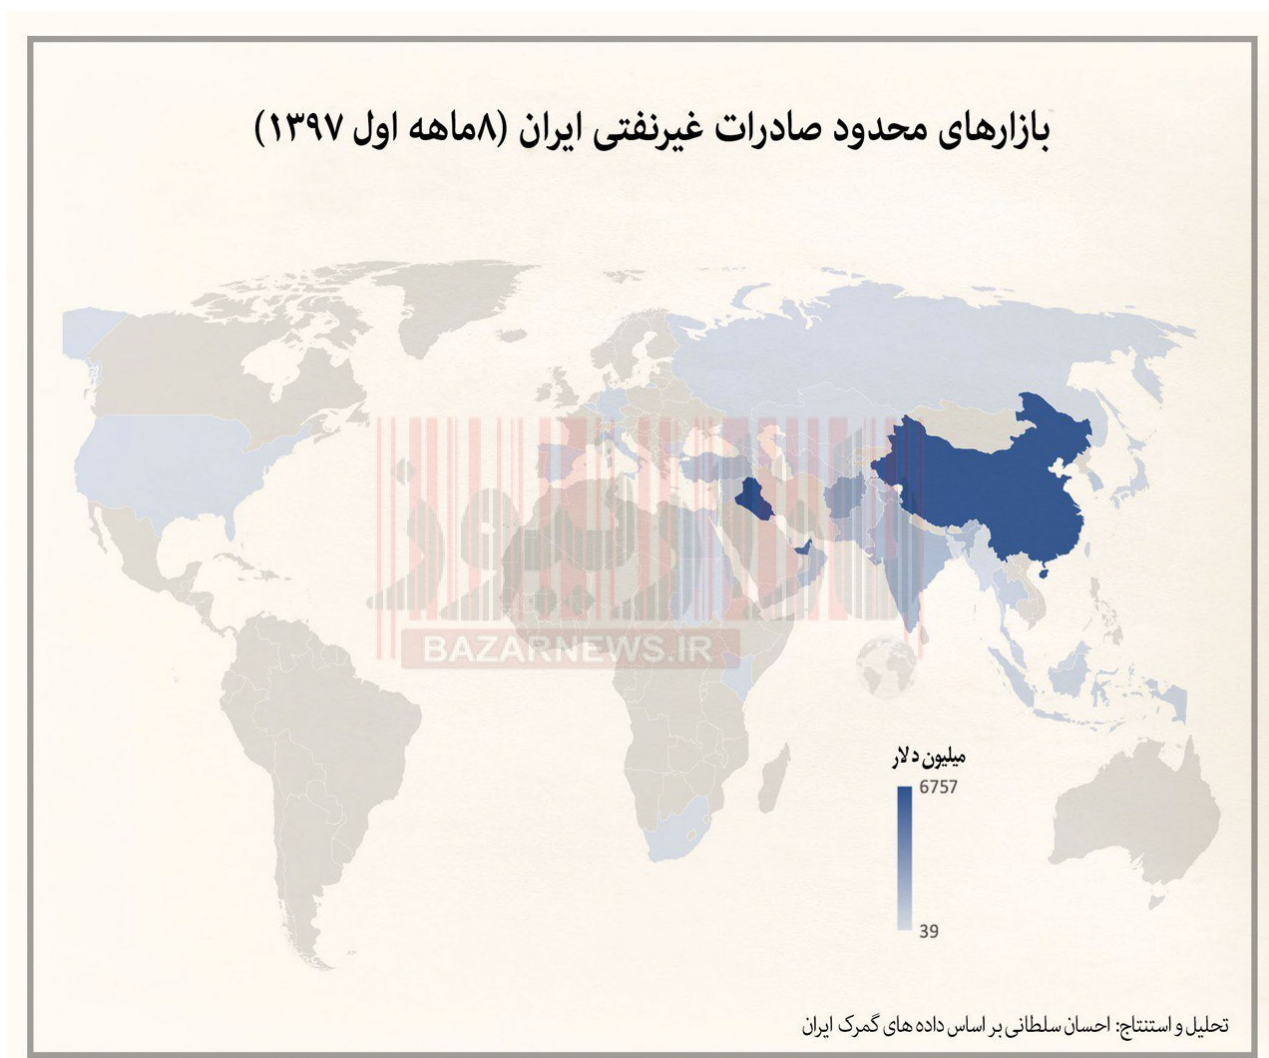 بازارهای محدود صادرات غیرنفتی ایران (۸ماهه اول ۱۳۹۷)
بازارنیوز
BAZARNEWS.IR
میلیون دلار
6757
39
تحلیل و استنتاج: احسان سلطانی بر اساس داده های گمرک ایران